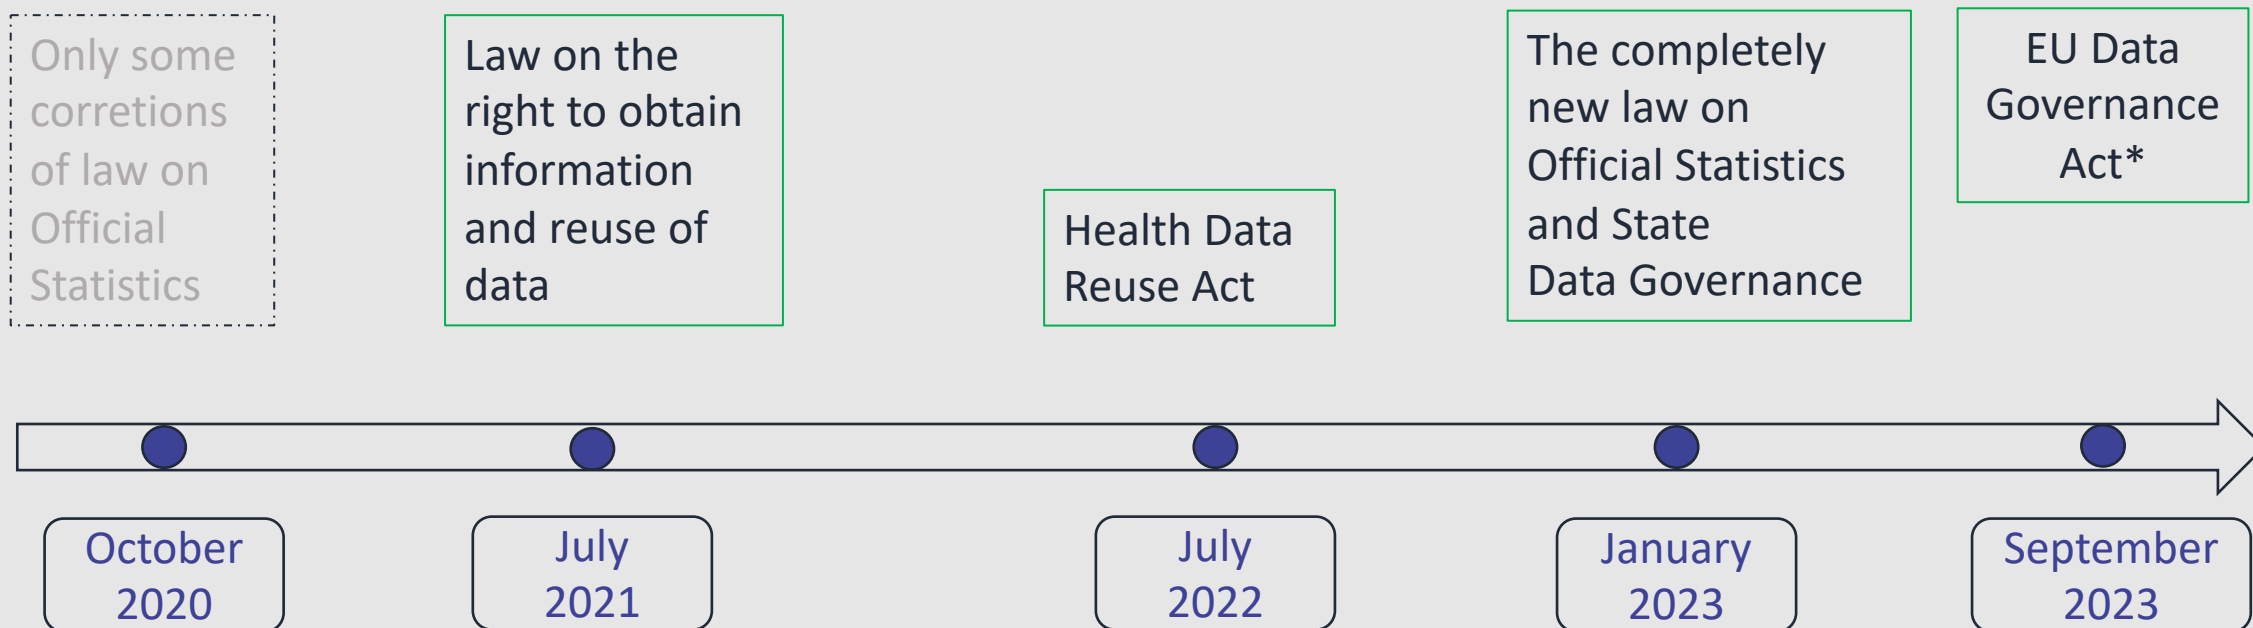 Only some
corretions
of law on
Official
Statistics
Law on the
right to obtain
information
and reuse of
data
Health Data
Reuse Act
The completely
new law on
Official Statistics
and State
Data Governance
EU Data
Governance
Act*
October
2020
July
2021
July
2022
January
2023
September
2023